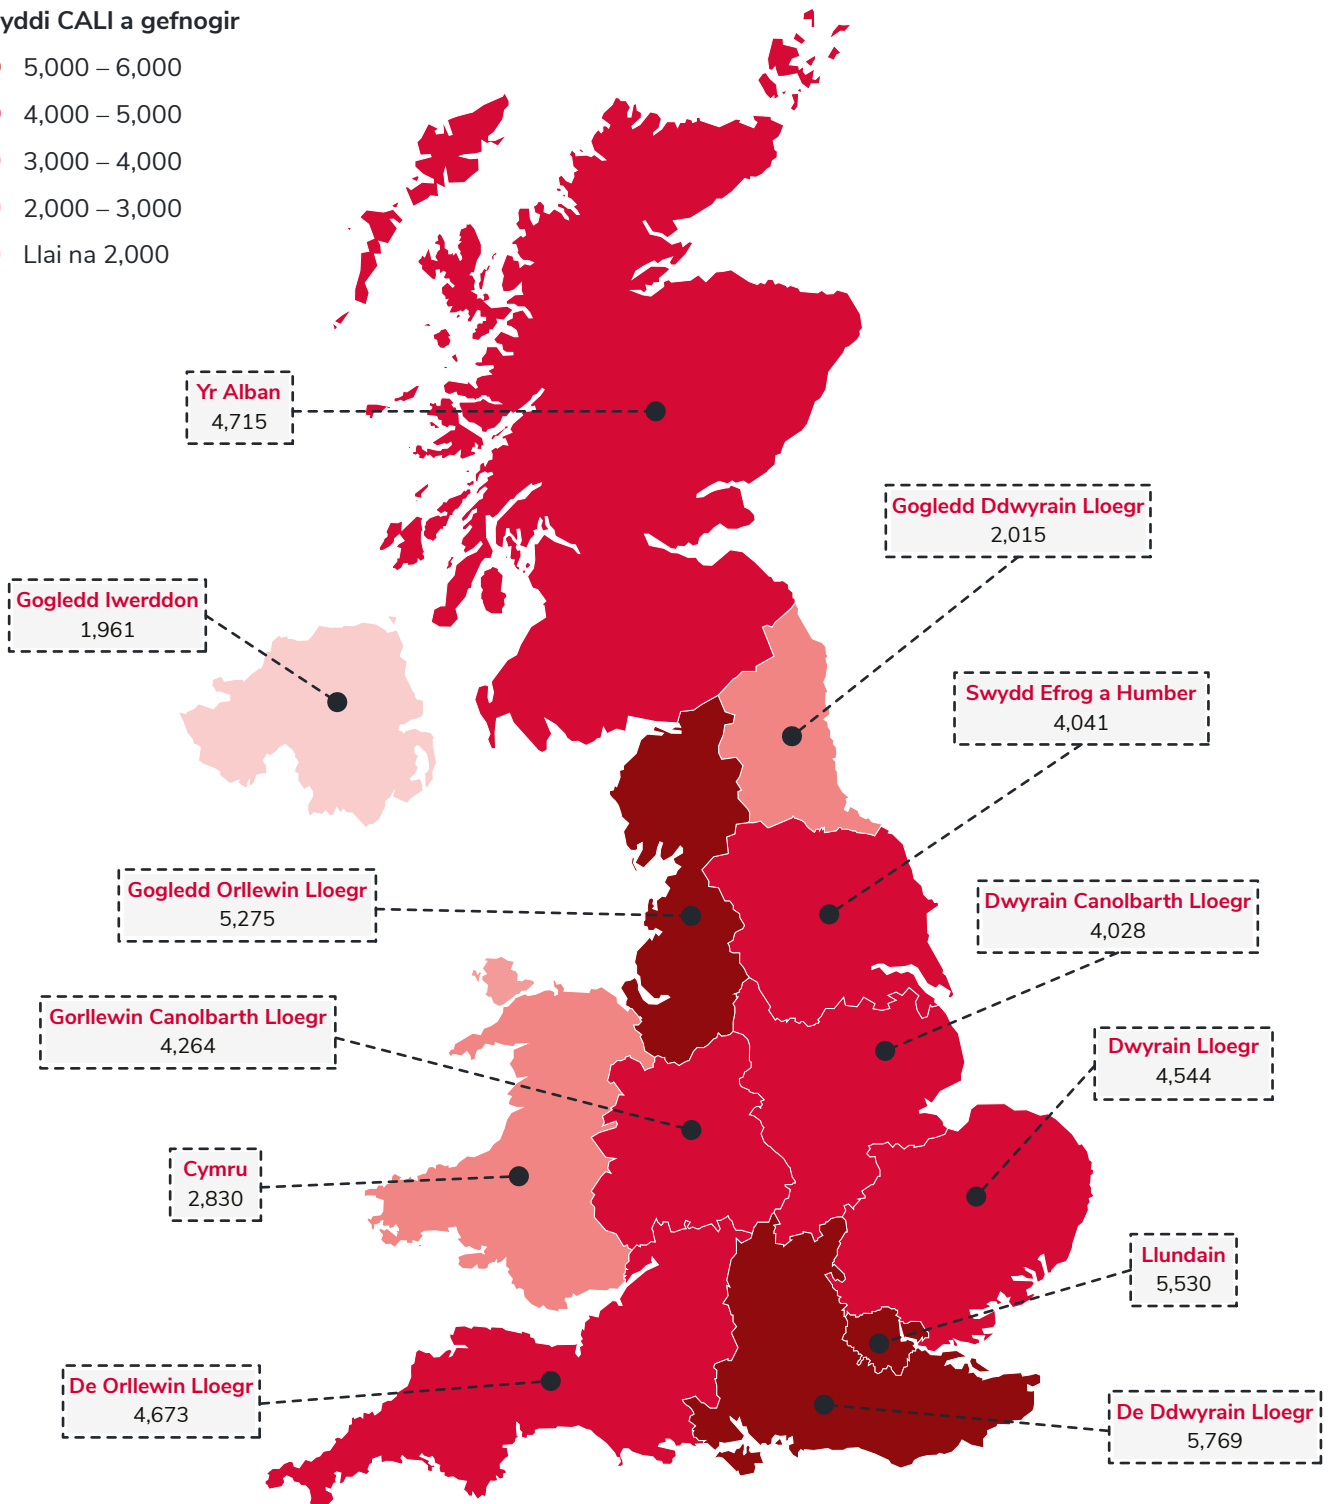 yddi CALI a gefnogir
5,000 – 6,000
4,000 – 5,000
3,000 – 4,000
2,000 – 3,000
Llai na 2,000
Yr Alban
4,715
Gogledd Ddwyrain Lloegr
2,015
Gogledd Iwerddon
1,961
Swydd Efrog a Humber
4,041
Gogledd Orllewin Lloegr
5,275
Dwyrain Canolbarth Lloegr
4,028
Gorllewin Canolbarth Lloegr
4,264
Dwyrain Lloegr
4,544
Cymru
2,830
Llundain
5,530
De Orllewin Lloegr
4,673
De Ddwyrain Lloegr
5,769